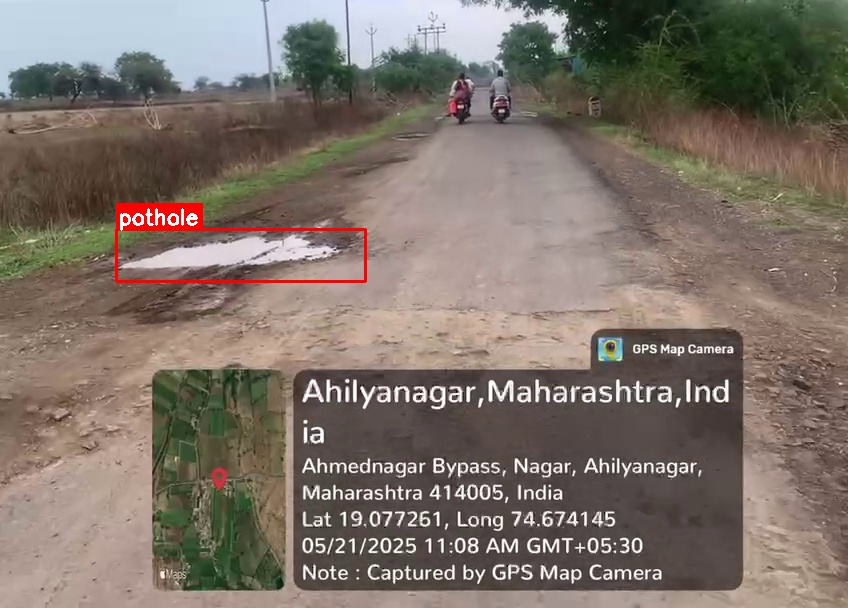 pothole
GPS Map Camera
Ahilyanagar,Maharashtra,Ind
ia
Ahmednagar Bypass, Nagar, Ahilyanagar,
Maharashtra 414005, India
Lat 19.077261, Long 74.674145
05/21/2025 11:08 AM GMT+05:30
Note : Captured by GPS Map Camera
Maps